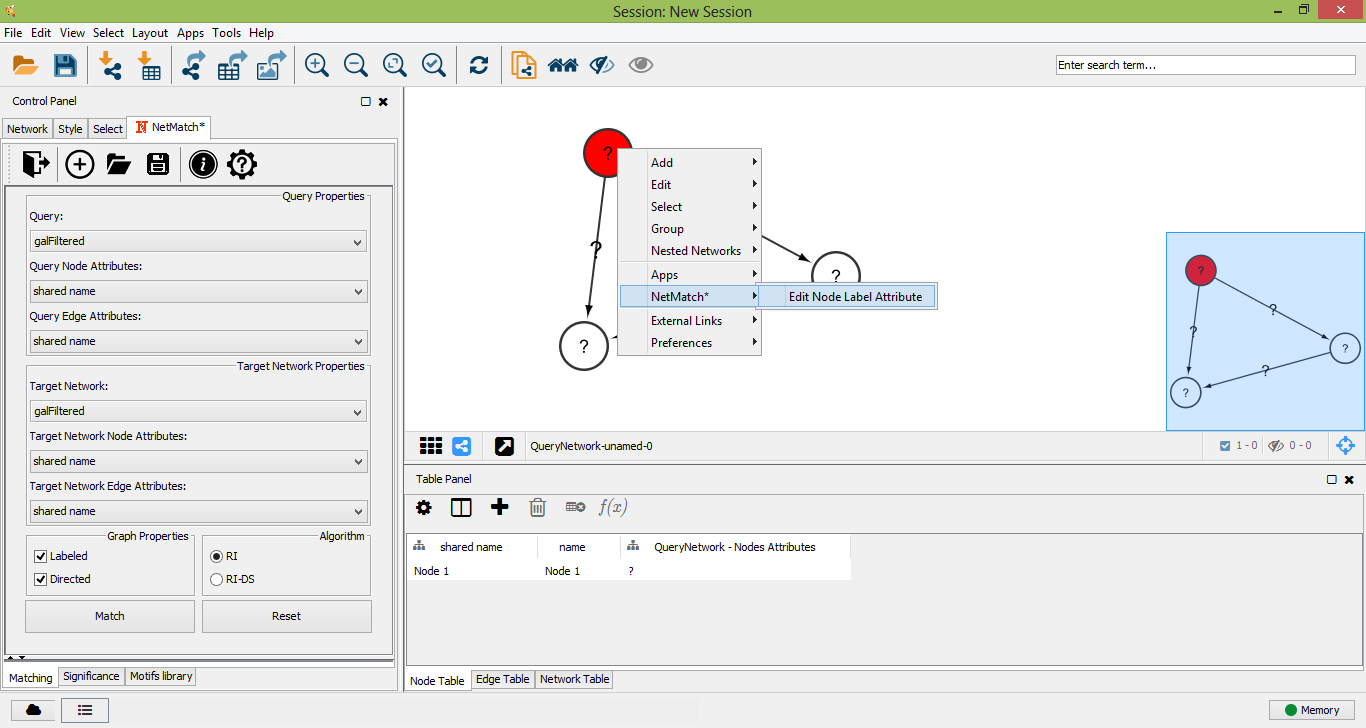 Session: New Session
File Edit View Select Layout Apps Tools Help
Enter search term...
Control Panel
Network Style Select NetMatch*
Query Properties
Query:
galFiltered
Query Node Attributes:
shared name
Query Edge Attributes:
shared name
Target Network Properties
Target Network:
galFiltered
Target Network Node Attributes:
shared name
Target Network Edge Attributes:
shared name
Graph Properties
Labeled
Directed
Algorithm
RI
RI-DS
Match Reset
Matching Significance Motifs library
?
?
?
?
Add
Edit
Select
Group
Nested Networks
Apps
NetMatch*
External Links
Preferences
Edit Node Label Attribute
?
?
?
?
?
?
QueryNetwork-unamed-0
1 - 0
0 - 0
Table Panel
f(x)
shared name name QueryNetwork - Nodes Attributes
Node 1 Node 1 ?
Node Table Edge Table Network Table
Memory